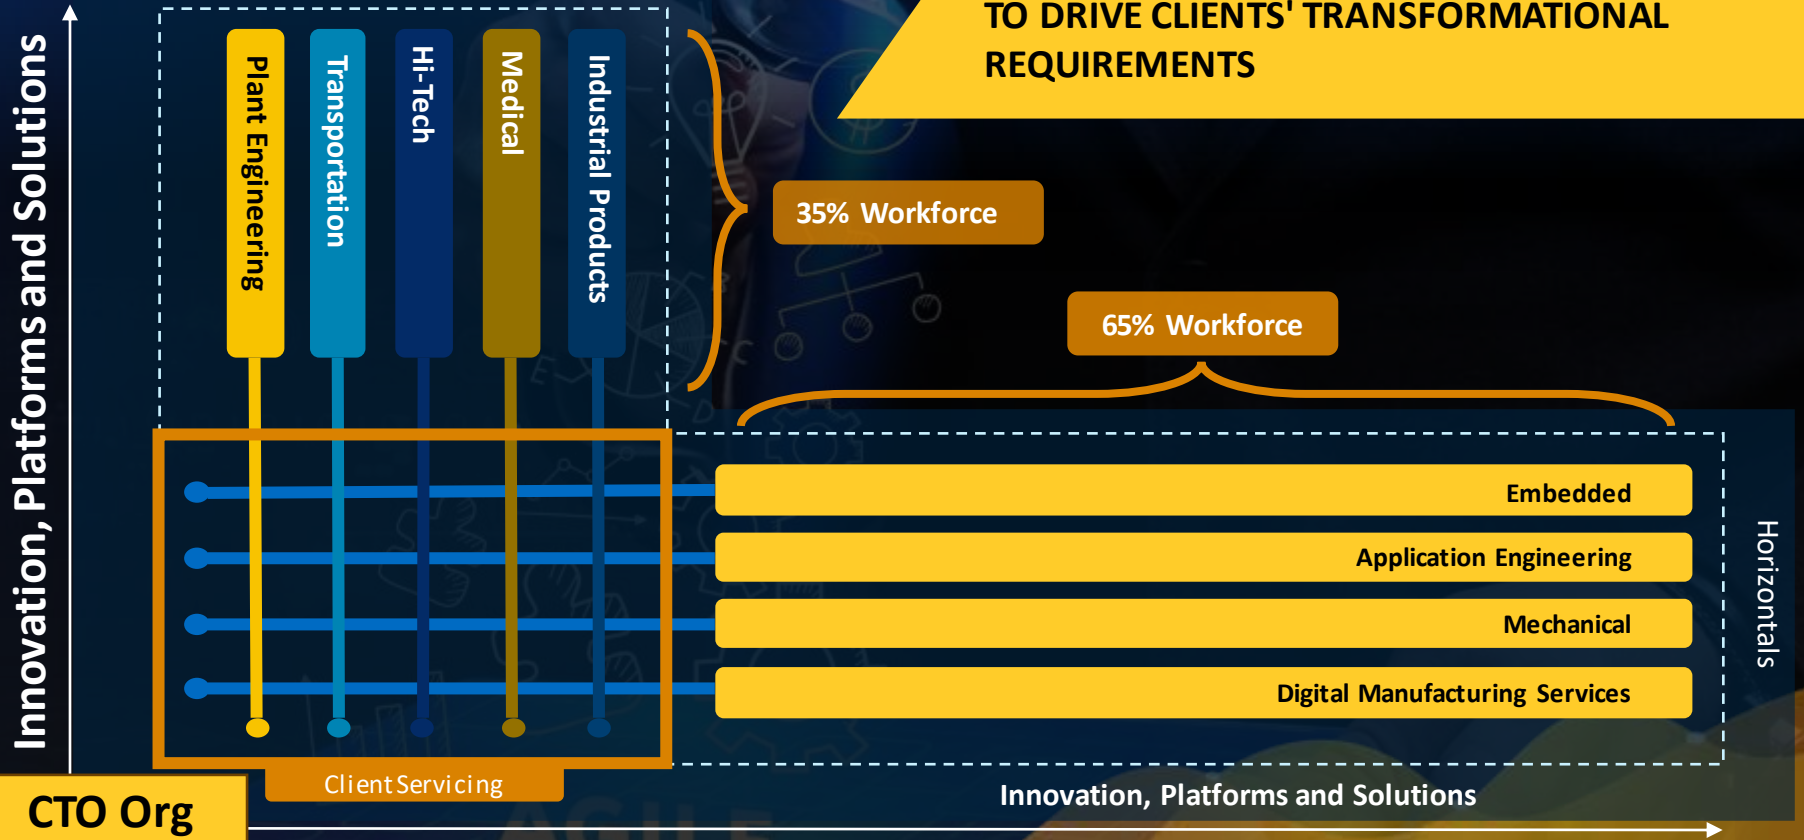 TO DRIVE CLIENTS' TRANSFORMATIONAL
REQUIREMENTS
Innovation, Platforms and Solutions
Plant Engineering
Transportation
Hi-Tech
Medical
Industrial Products
35% Workforce
65% Workforce
Embedded
Application Engineering
Mechanical
Digital Manufacturing Services
Horizontals
Client Servicing
Innovation, Platforms and Solutions
CTO Org
AGILE
B
C
D
E